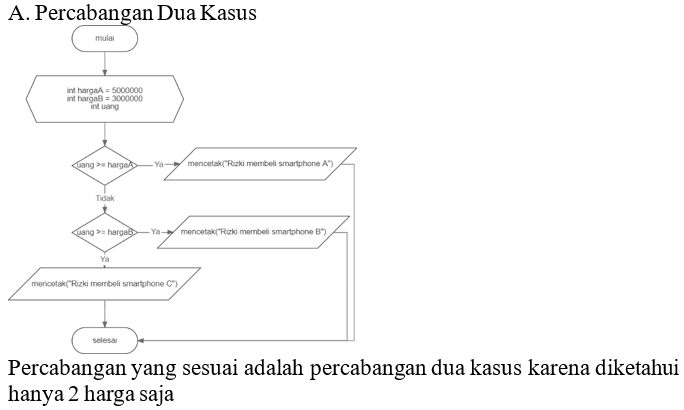 A. Percabangan Dua Kasus
mulai
int hargaA = 5000000
int hargaB = 3000000
int uang
uang >= hargaA
Ya
mencetak("Rizki membeli smartphone A")
Tidak
uang >= hargaB
Ya
mencetak("Rizki membeli smartphone B")
Ya
mencetak("Rizki membeli smartphone C")
selesai
Percabangan yang sesuai adalah percabangan dua kasus karena diketahui
hanya 2 harga saja